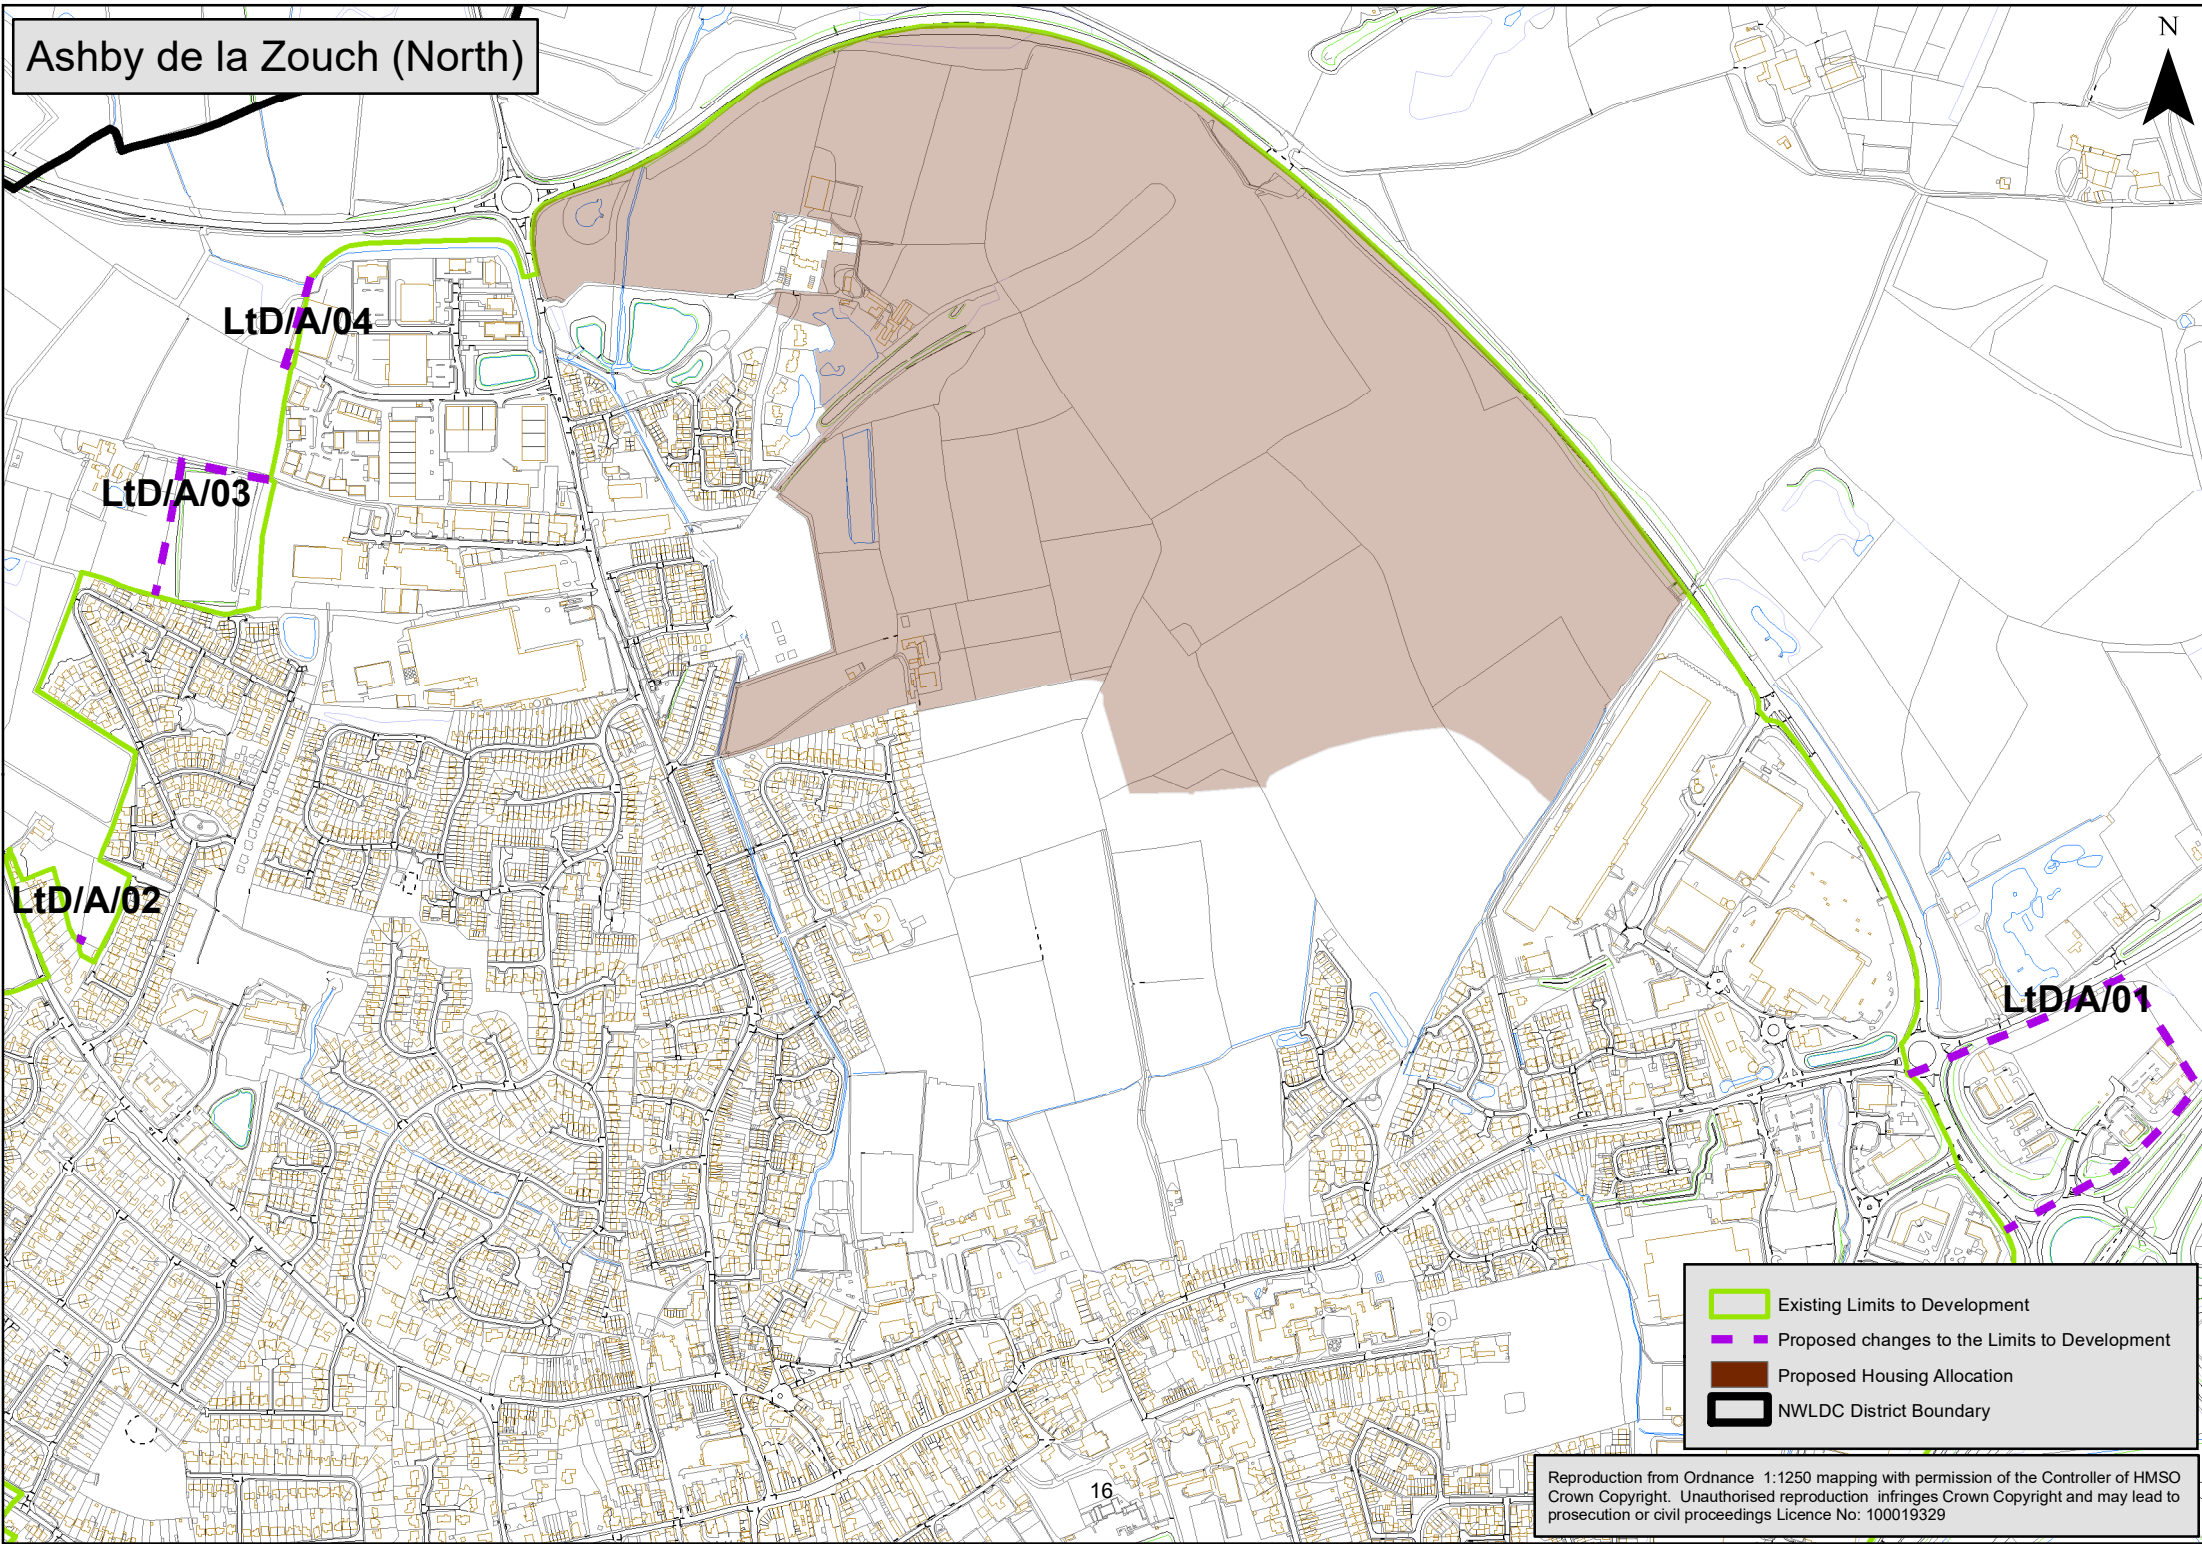 Ashby de la Zouch (North)
N
LtD/A/04
LtD/A/03
LtD/A/02
LtD/A/01
Existing Limits to Development
Proposed changes to the Limits to Development
Proposed Housing Allocation
NWLDC District Boundary
16
Reproduction from Ordnance 1:1250 mapping with permission of the Controller of HMSO
Crown Copyright. Unauthorised reproduction infringes Crown Copyright and may lead to
prosecution or civil proceedings Licence No: 100019329